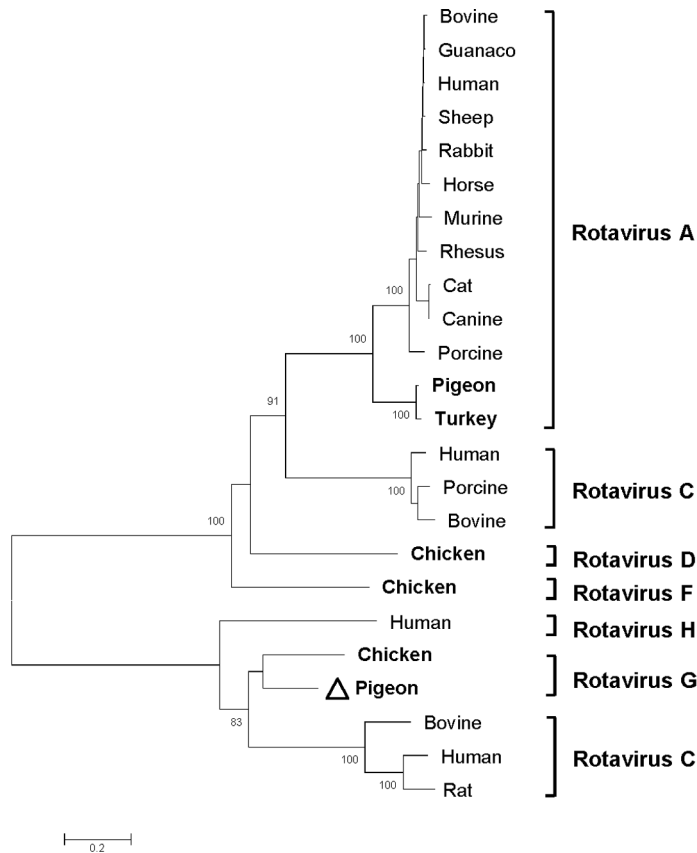 Bovine
Guanaco
Human
Sheep
Rabbit
Horse
Murine
Rhesus
Cat
Canine
Porcine
Pigeon
Turkey
Rotavirus A
100
100
100
91
Human
Porcine
Bovine
Rotavirus C
100
100
Chicken
Rotavirus D
Chicken
Rotavirus F
Human
Rotavirus H
Chicken
Pigeon
Rotavirus G
83
Bovine
Human
Rat
Rotavirus C
100
100
0.2